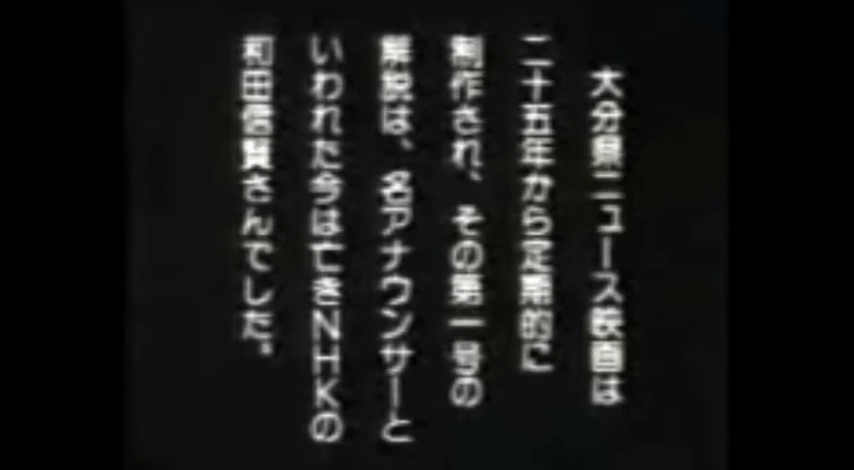 大分県ニュース映画は
二十五年から定期的に
制作され、その第一号の
解説は、名アナウンサーと
いわれた今は亡きNHKの
和田信賢さんでした。